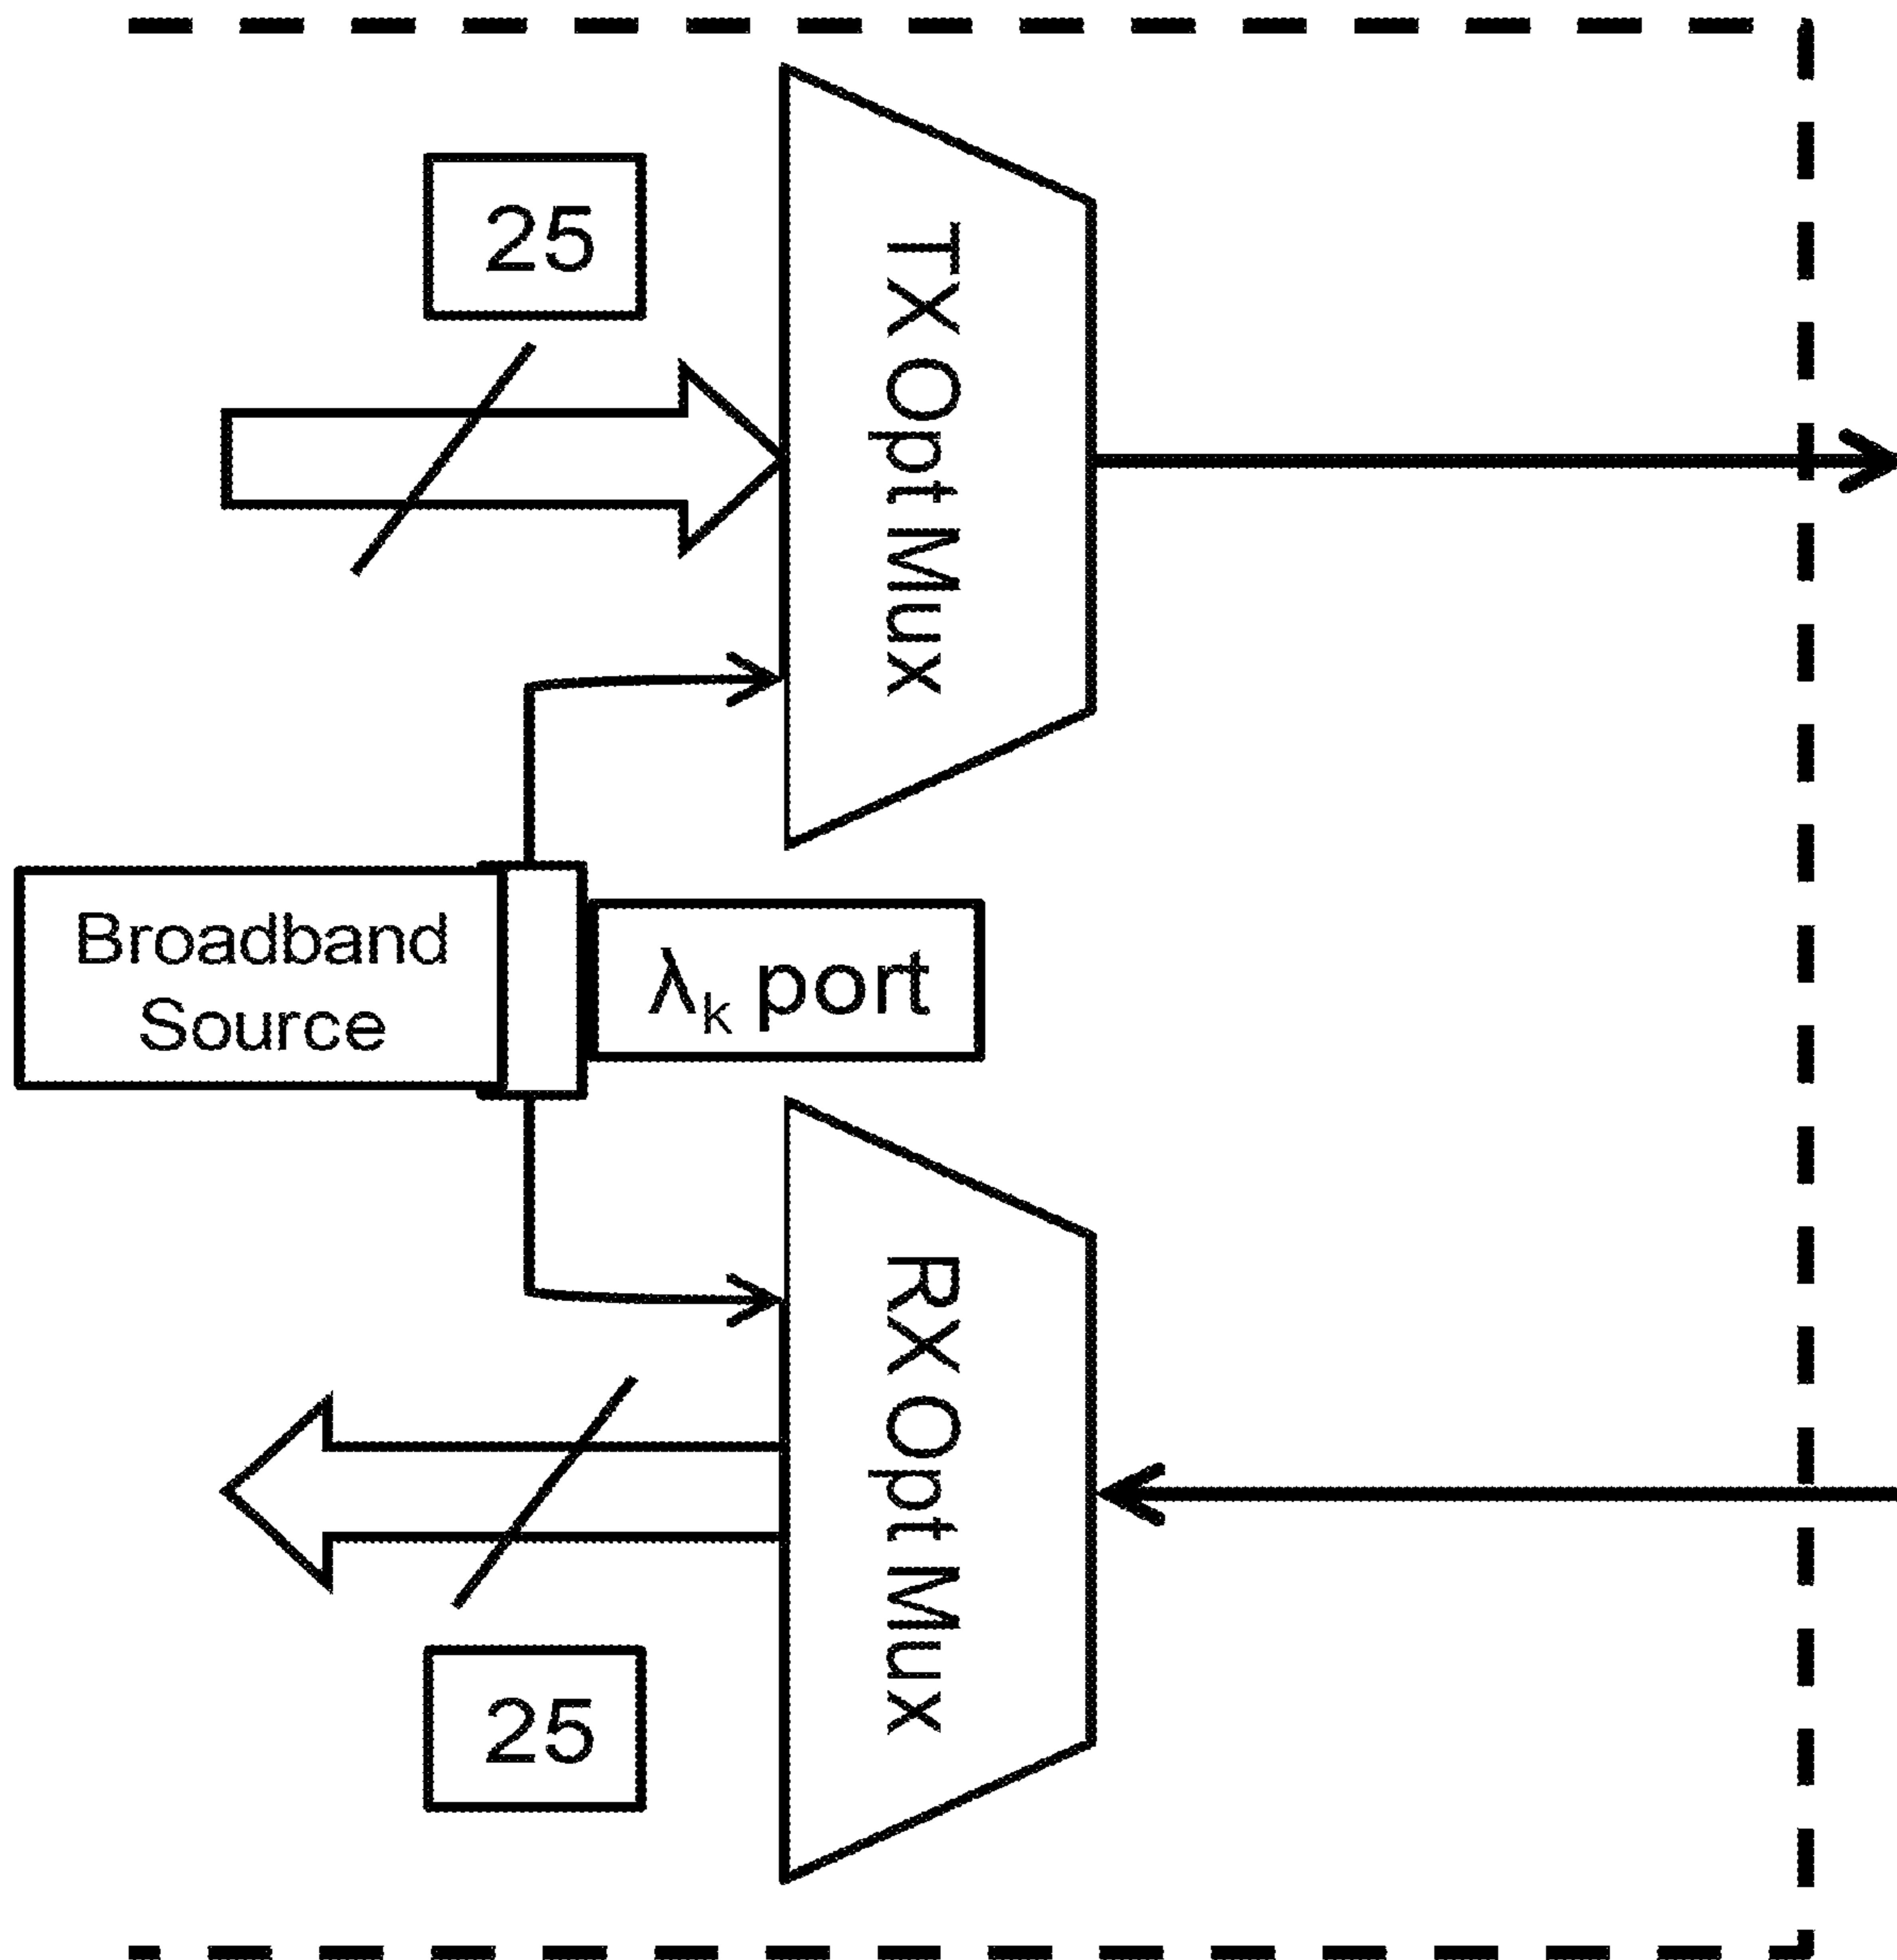 25
TX Opt Mux
Broadband
Source
λₖ port
RX Opt Mux
25